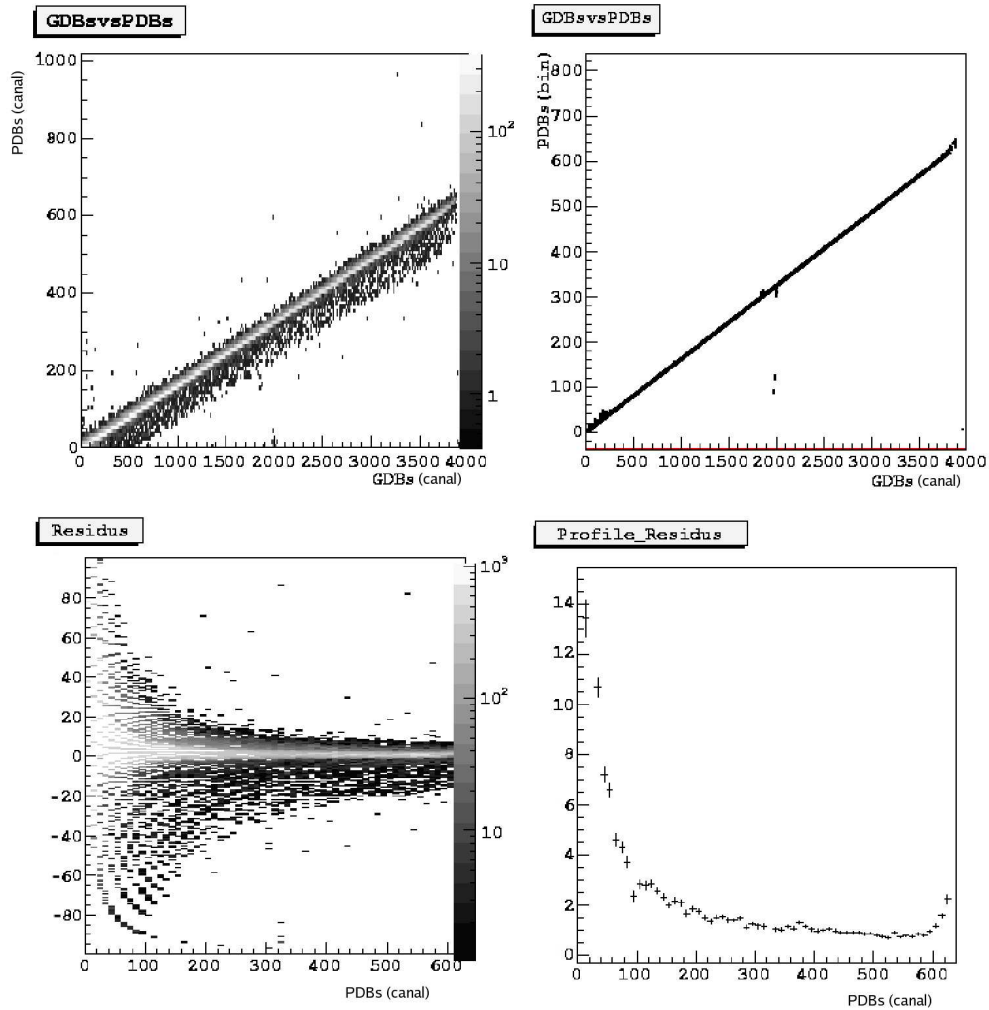 GDBsvsPDBs
PDBs (canal)
1000
800
600
400
200
0
0 500 1000 1500 2000 2500 3000 3500 4000
GDBs (canal)
10²
10
1
GDBsvsPDBs
PDBs (bin)
800
700
600
500
400
300
200
100
0
0 500 1000 1500 2000 2500 3000 3500 4000
GDBs (canal)
Residus
80
60
40
20
0
-20
-40
-60
-80
0 100 200 300 400 500 600
PDBs (canal)
10³
10²
10
Profile_Residus
14
12
10
8
6
4
2
0
0 100 200 300 400 500 600
PDBs (canal)